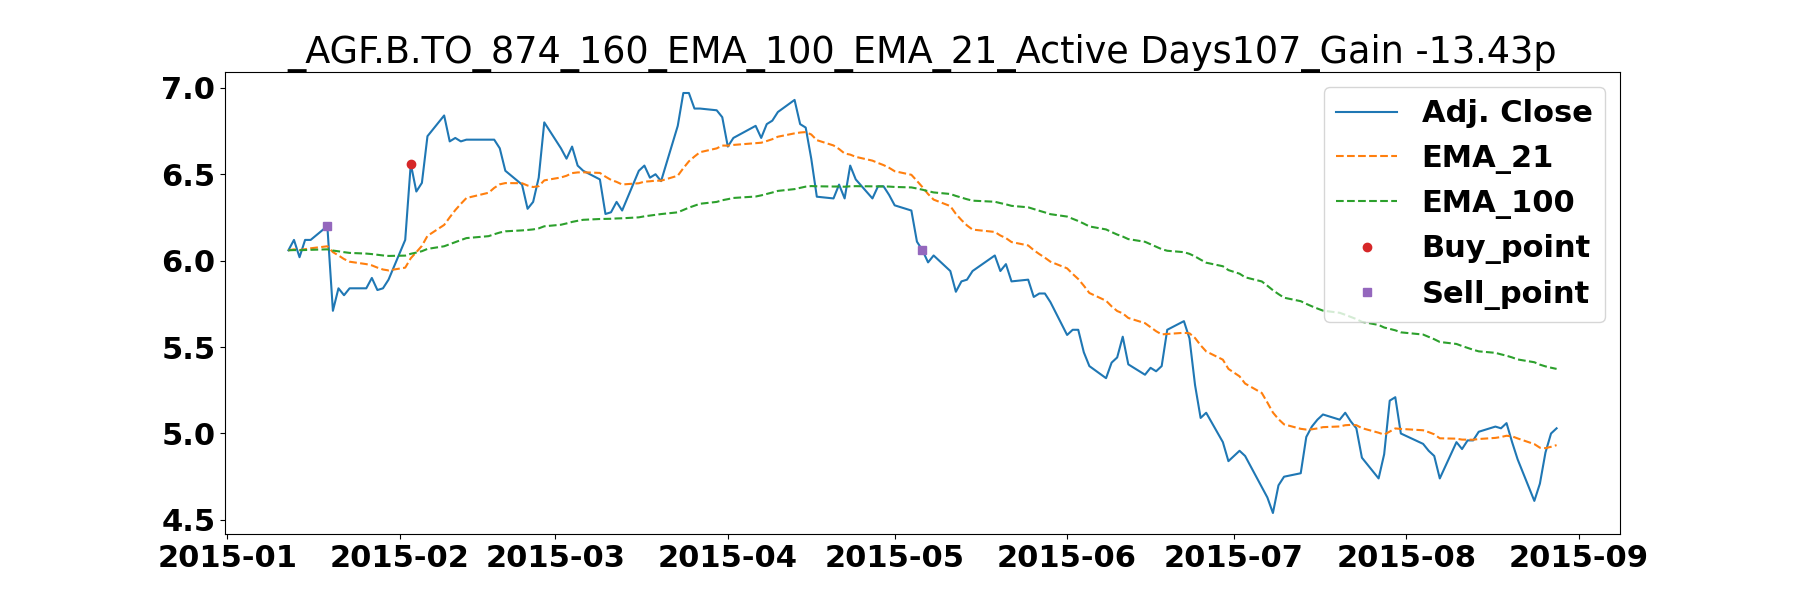 _AGF.B.TO_874_160_EMA_100_EMA_21_Active Days107_Gain -13.43p
7.0
6.5
6.0
5.5
5.0
4.5
Adj. Close
EMA_21
EMA_100
Buy_point
Sell_point
2015-01 2015-02 2015-03 2015-04 2015-05 2015-06 2015-07 2015-08 2015-09